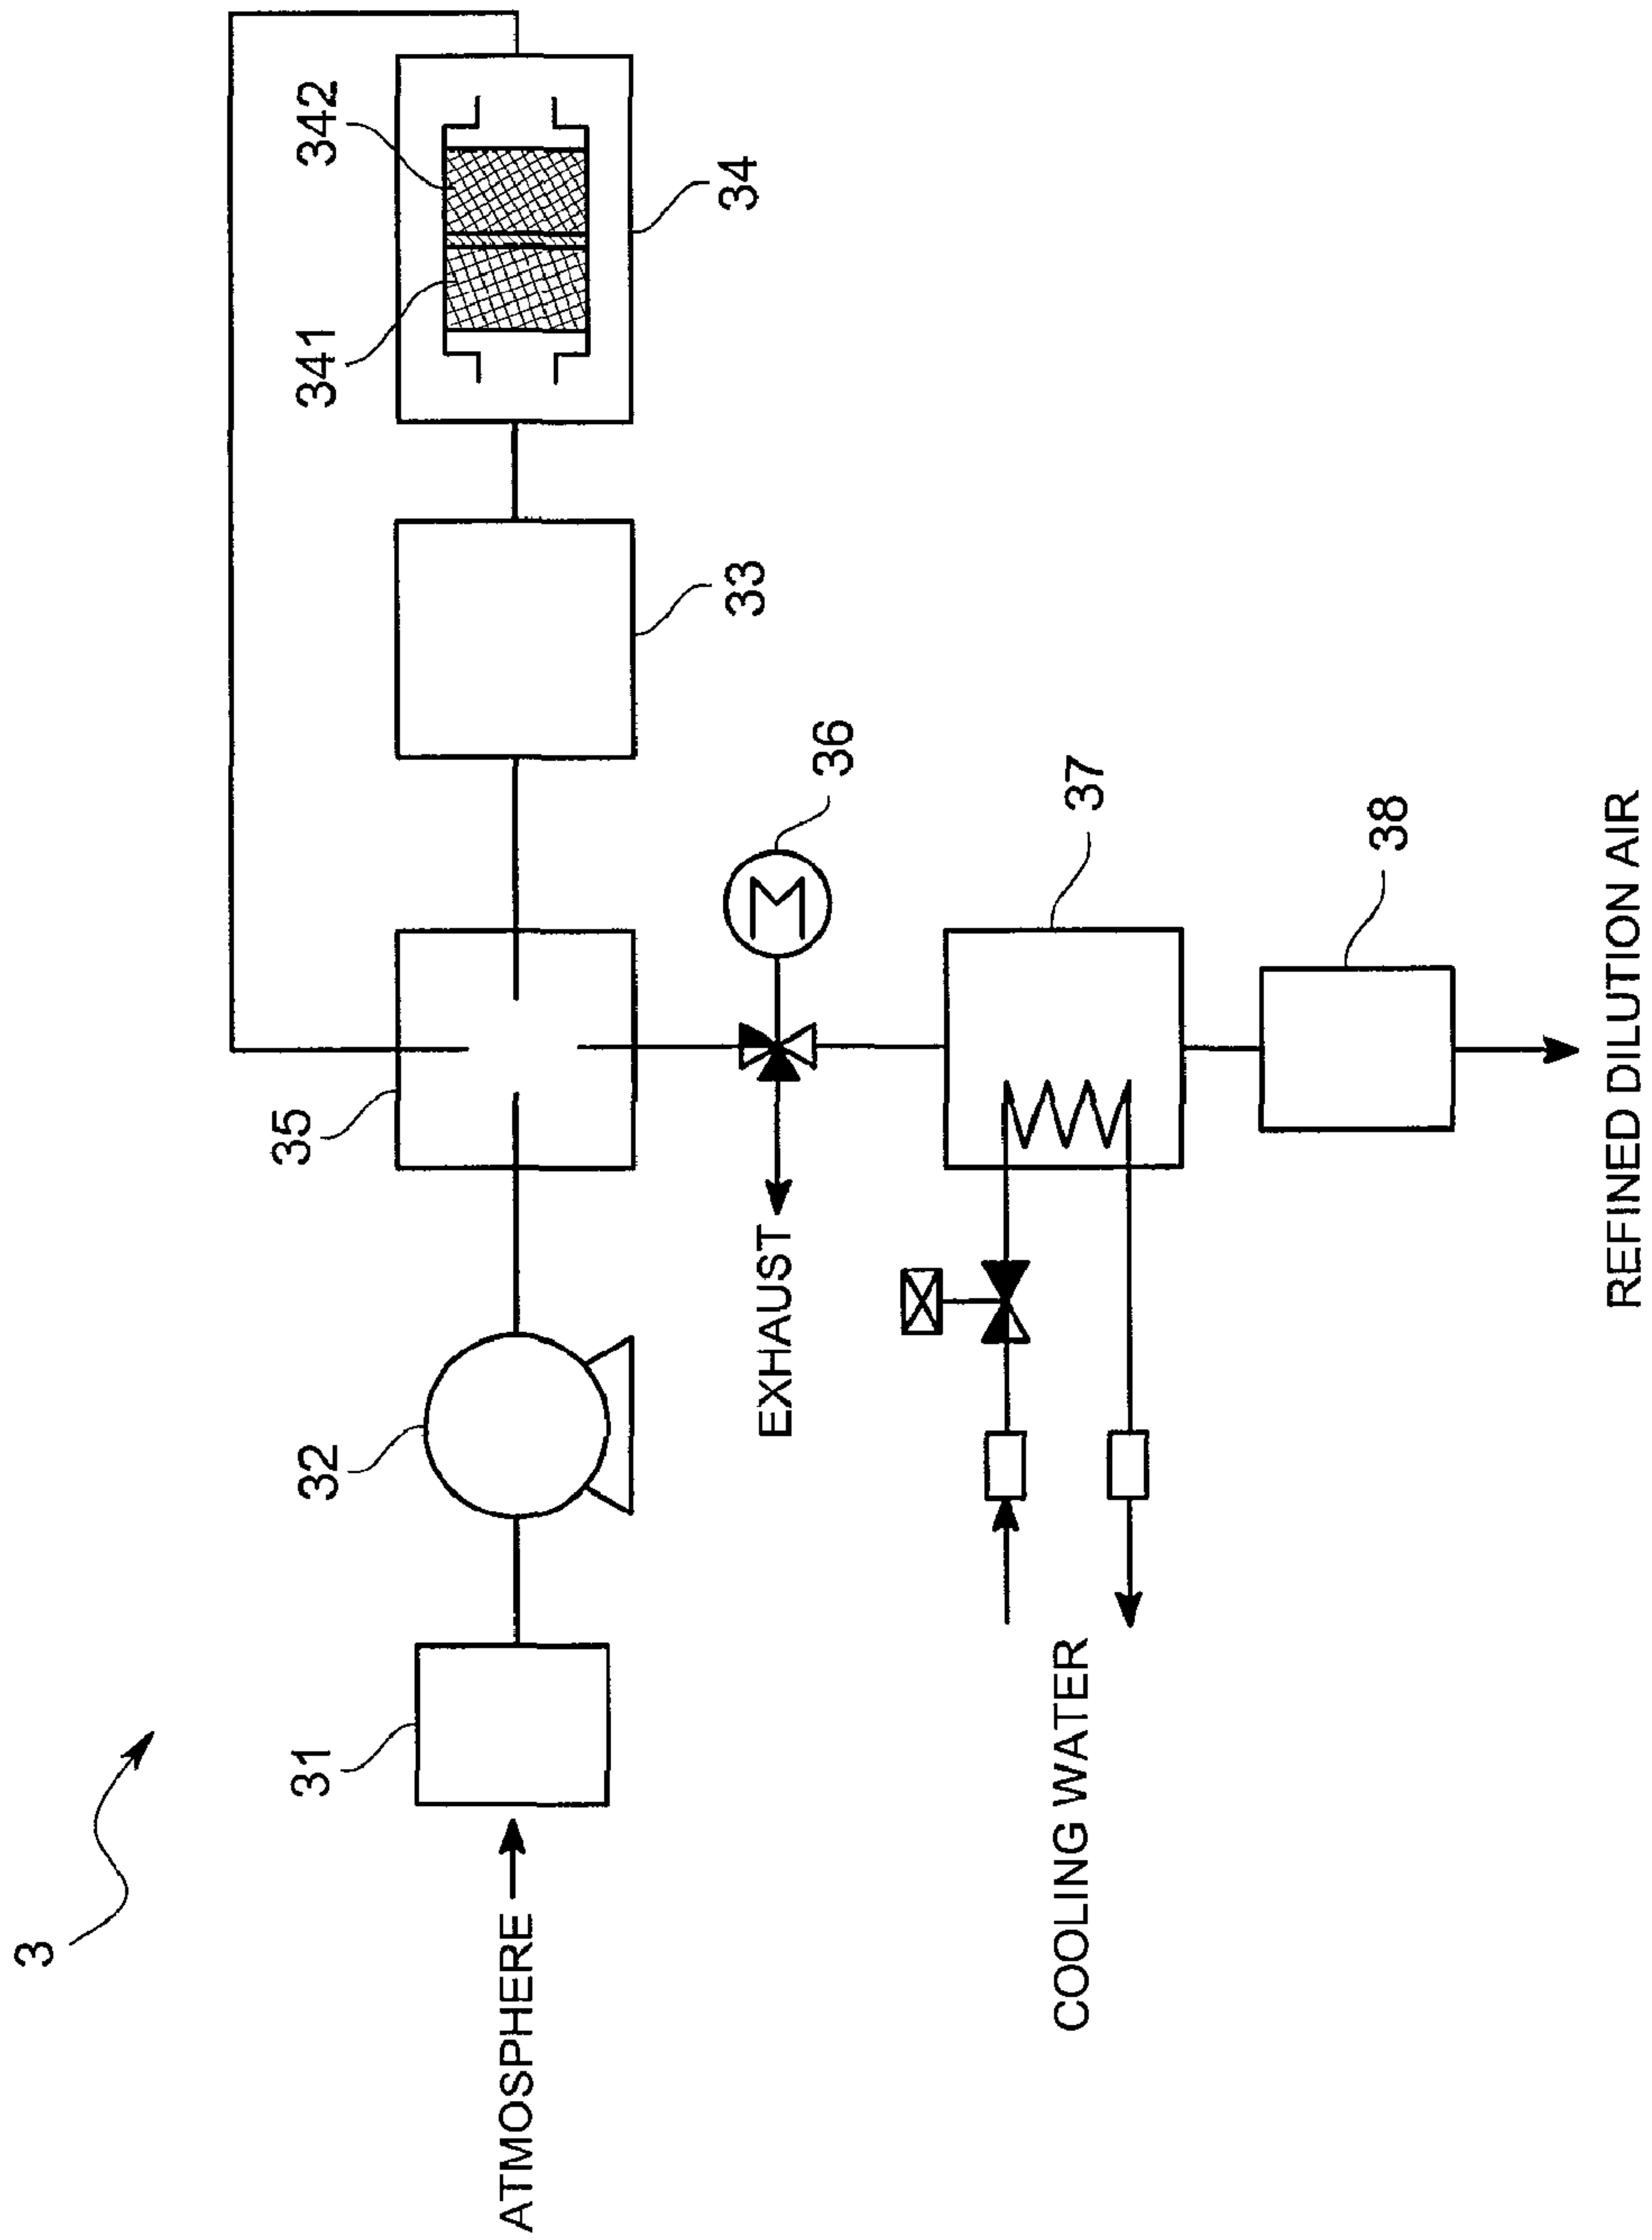 3
ATMOSPHERE
31
32
35
33
34
341
342
EXHAUST
36
COOLING WATER
37
38
REFINED DILUTION AIR
M